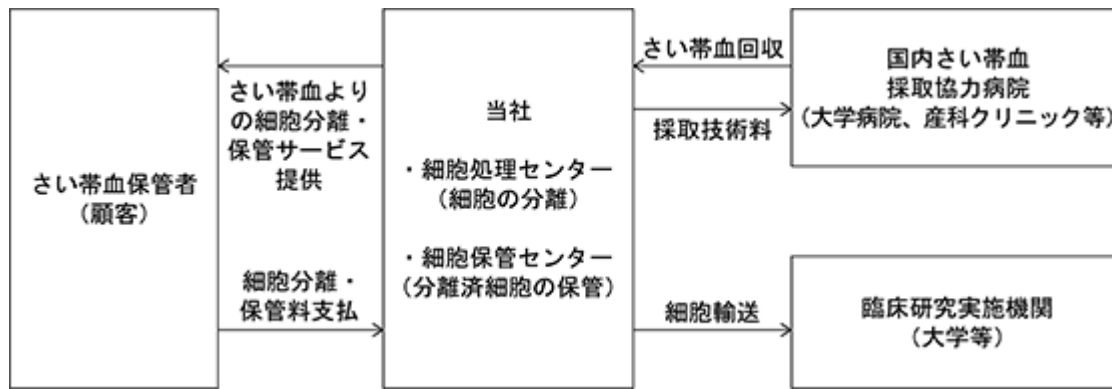 さい帯血保管者
(顧客)
さい帯血より
の細胞分離・
保管サービス
提供
細胞分離・
保管料支払
当社
・細胞処理センター
(細胞の分離)
・細胞保管センター
(分離済細胞の保管)
さい帯血回収
採取技術料
細胞輸送
国内さい帯血
採取協力病院
(大学病院、産科クリニック等)
臨床研究実施機関
(大学等)